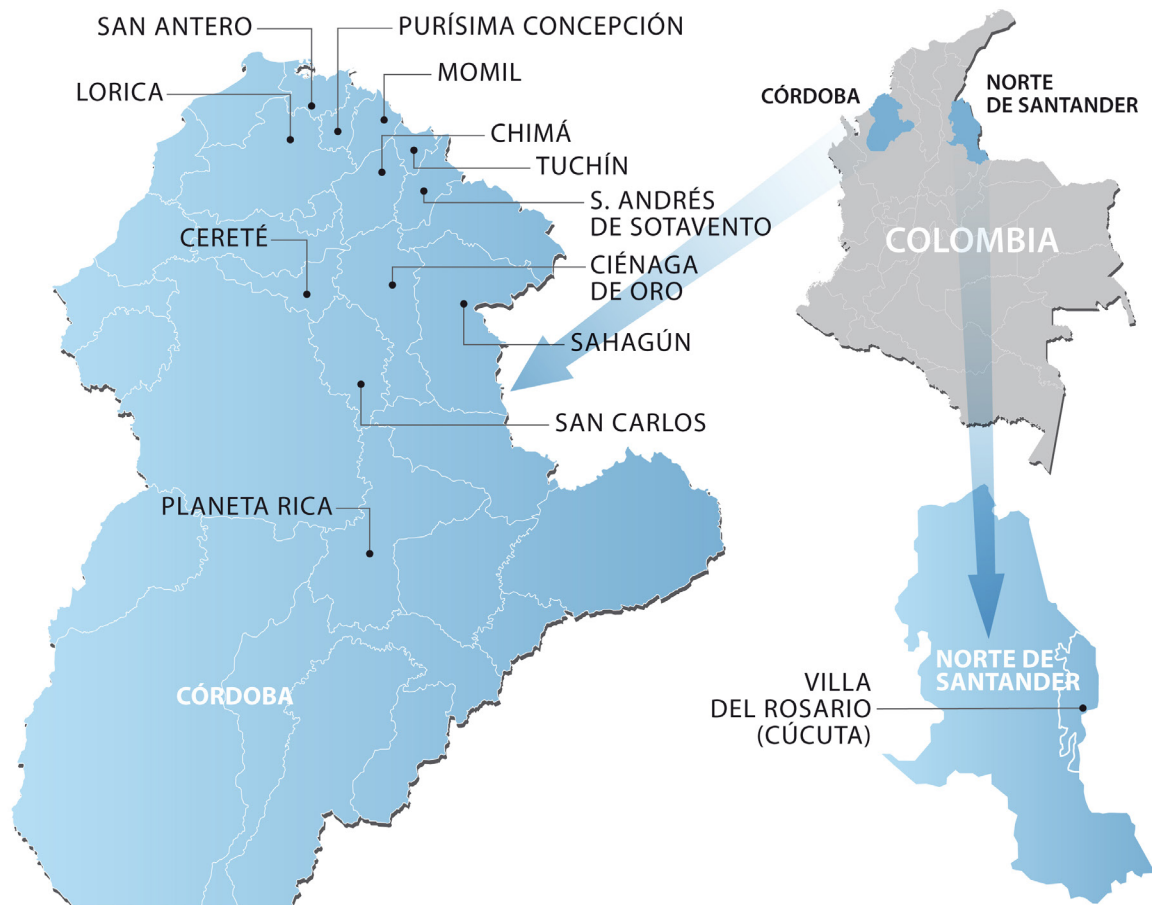 SAN ANTERO
PURÍSIMA CONCEPCIÓN
LORICA
MOMIL
CHIMÁ
TUCHÍN
S. ANDRÉS
DE SOTAVENTO
CERETÉ
CIÉNAGA
DE ORO
SAHAGÚN
SAN CARLOS
PLANETA RICA
CÓRDOBA
CÓRDOBA
NORTE
DE SANTANDER
COLOMBIA
NORTE DE
SANTANDER
VILLA
DEL ROSARIO
(CÚCUTA)